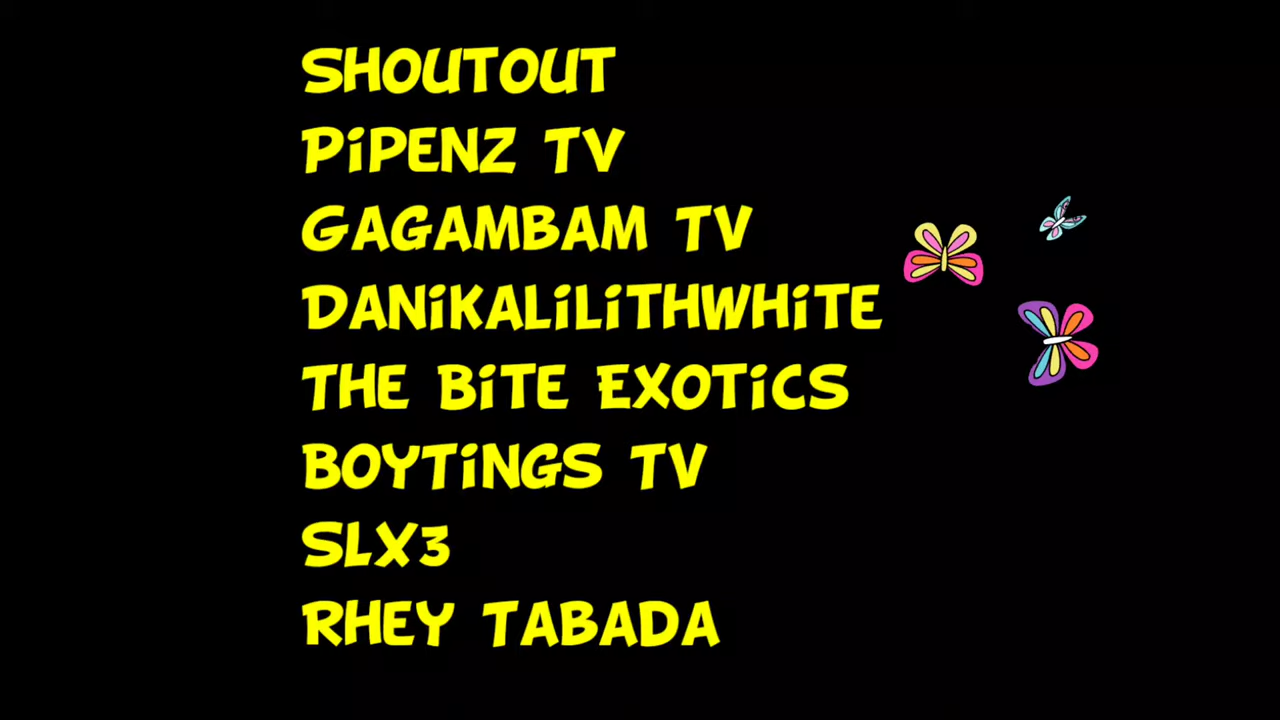 SHOUTOUT
PiPENZ TV
GAGAMBAM TV
DANiKALiLiTHWHiTE
THE BiTE EXOTiCS
BOYTiNGS TV
SLX3
RHEY TABADA